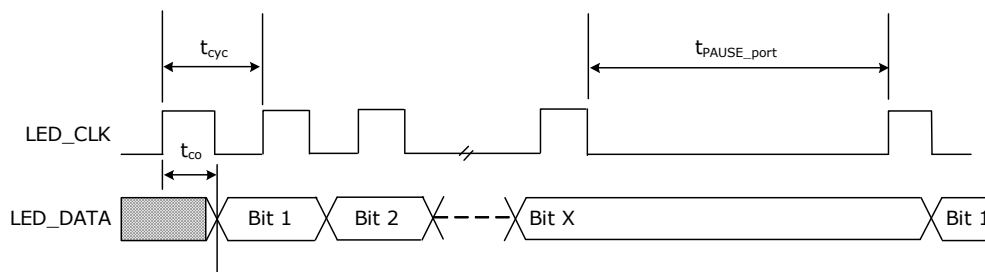 tcyc
tPAUSE_port
LED_CLK
tco
LED_DATA
Bit 1
Bit 2
Bit X
Bit 1